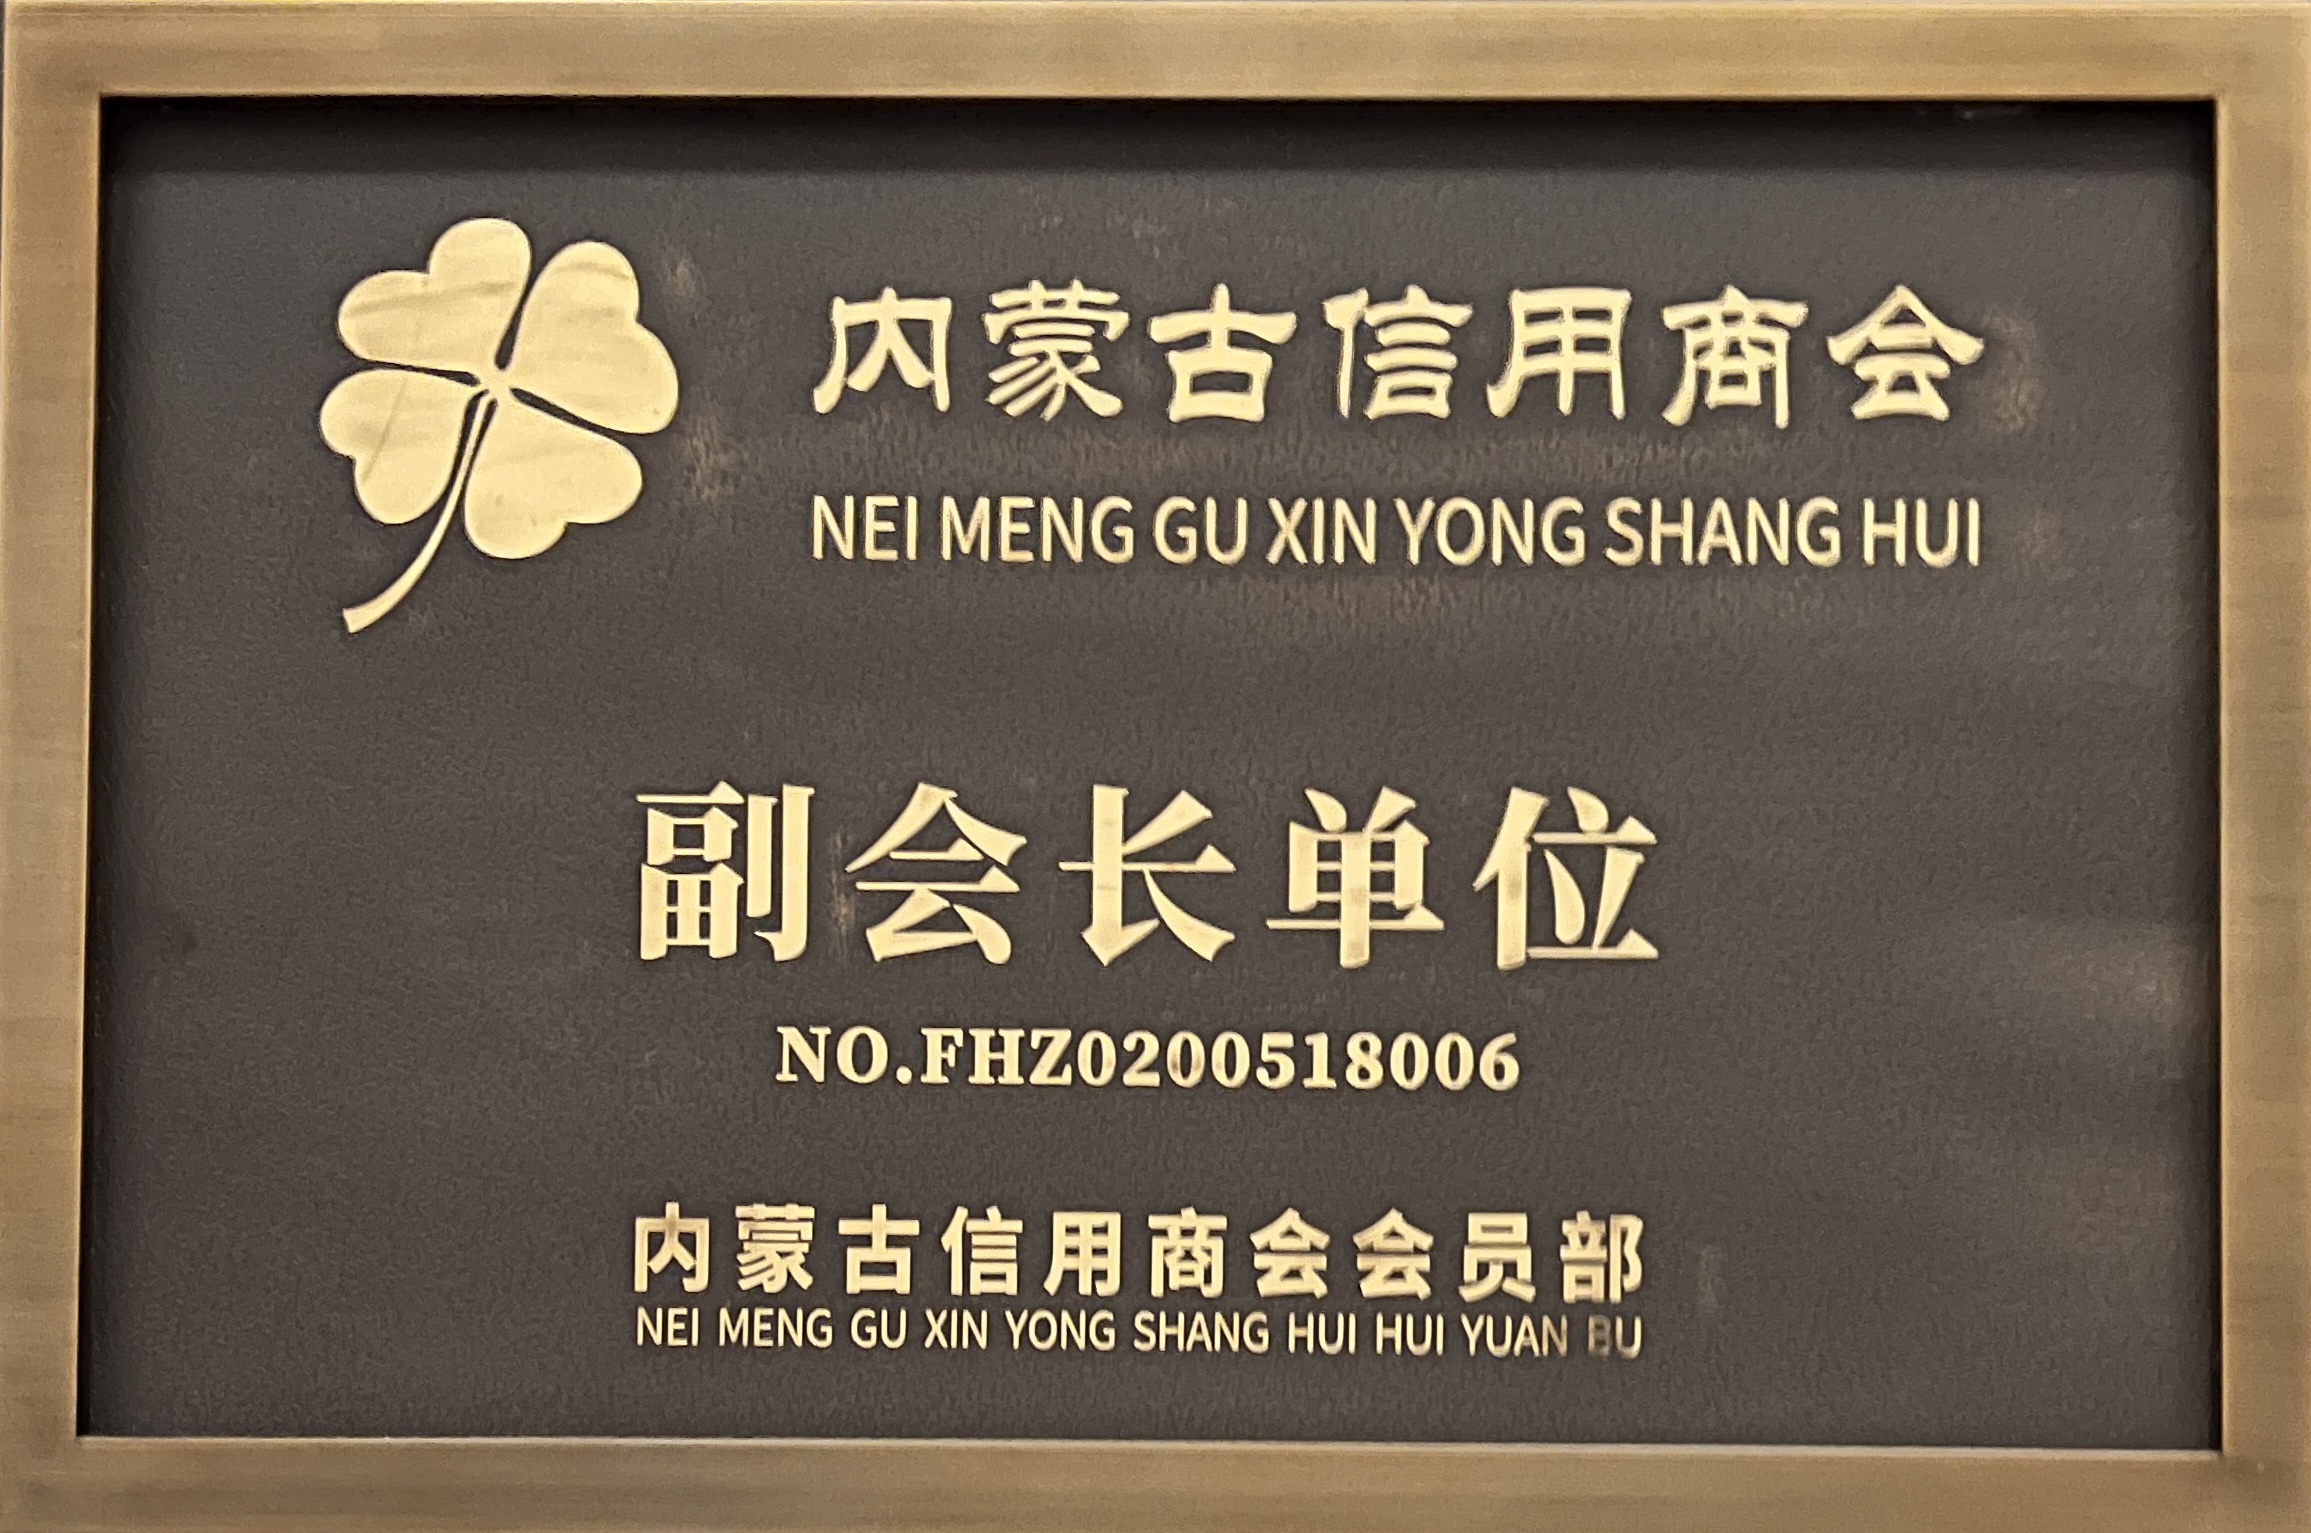 内蒙古信用商会
NEI MENG GU XIN YONG SHANG HUI
副会长单位
NO.FHZ0200518006
内蒙古信用商会会员部
NEI MENG GU XIN YONG SHANG HUI HUI YUAN BU